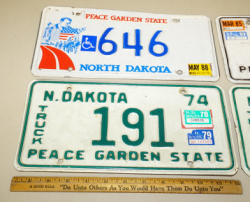 PEACE GARDEN STATE
646
NORTH DAKOTA
MAY 88
MAR 85
N. DAKOTA 74
TRUCK
191
78
79
PEACE GARDEN STATE
"Do Unto Others As You Would Have Them Do Unto You"